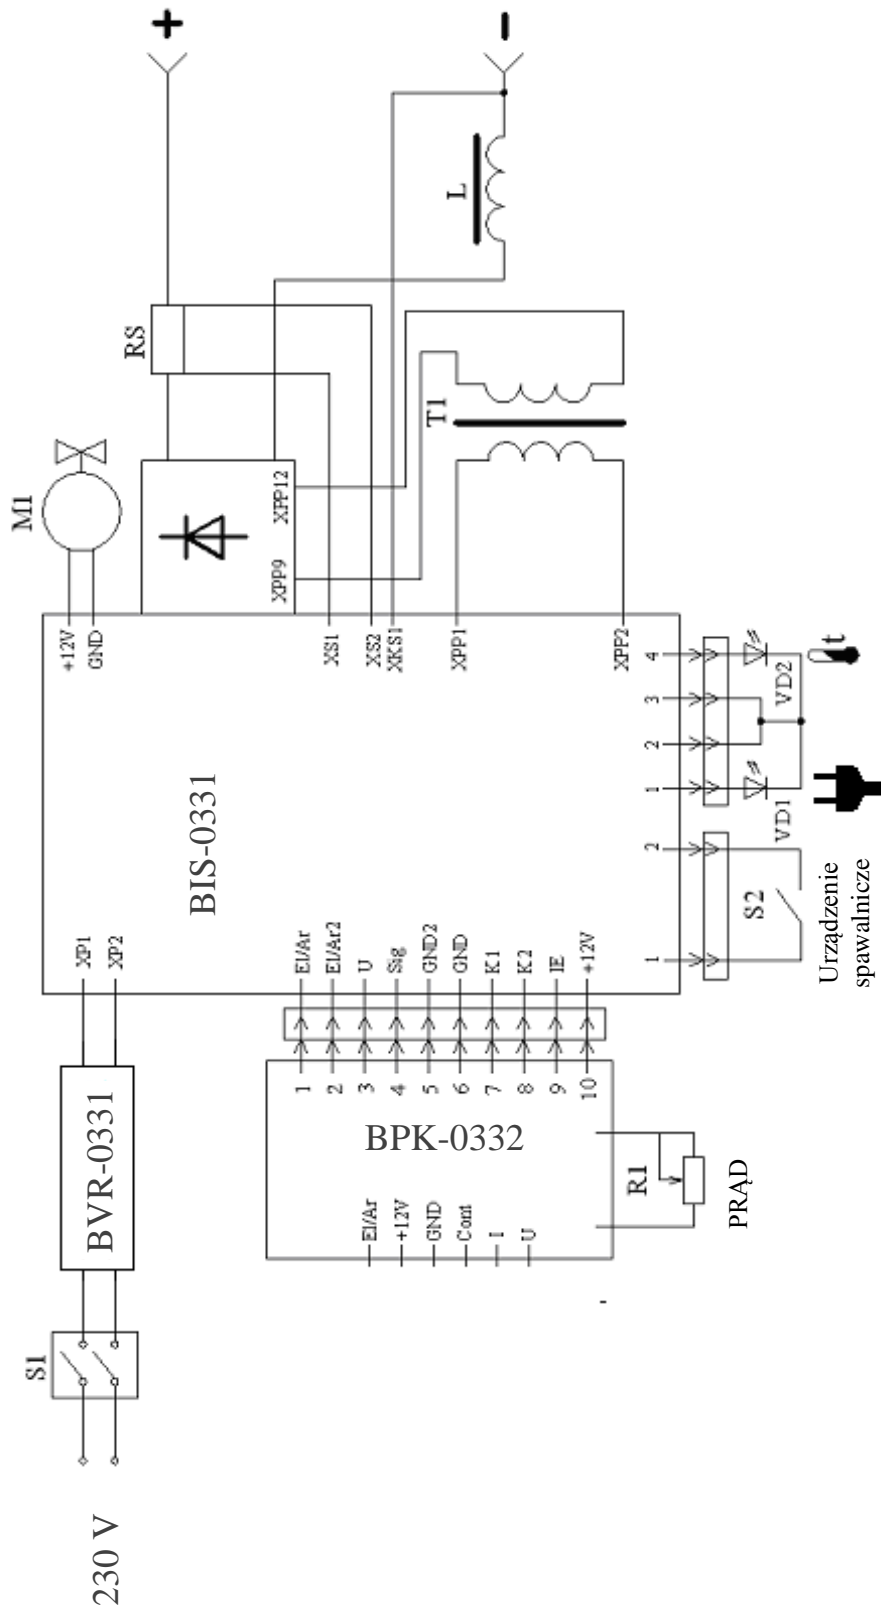 230 V
S1
BVR-0331
XP1
XP2
BIS-0331
+12V
GND
M1
RS
+
-
L
T1
XPP9
XPP12
XS1
XS2
XKS1
XPP1
XPP2
El/Ar
El/Ar2
U
Sig
GND2
GND
K1
K2
IE
+12V
1
2
3
4
5
6
7
8
9
10
BPK-0332
El/Ar
+12V
GND
Cont
I
U
R1
PRĄD
-
1
2
S2
1
2
3
4
VD1
VD2
t
Urządzenie
spawalnicze